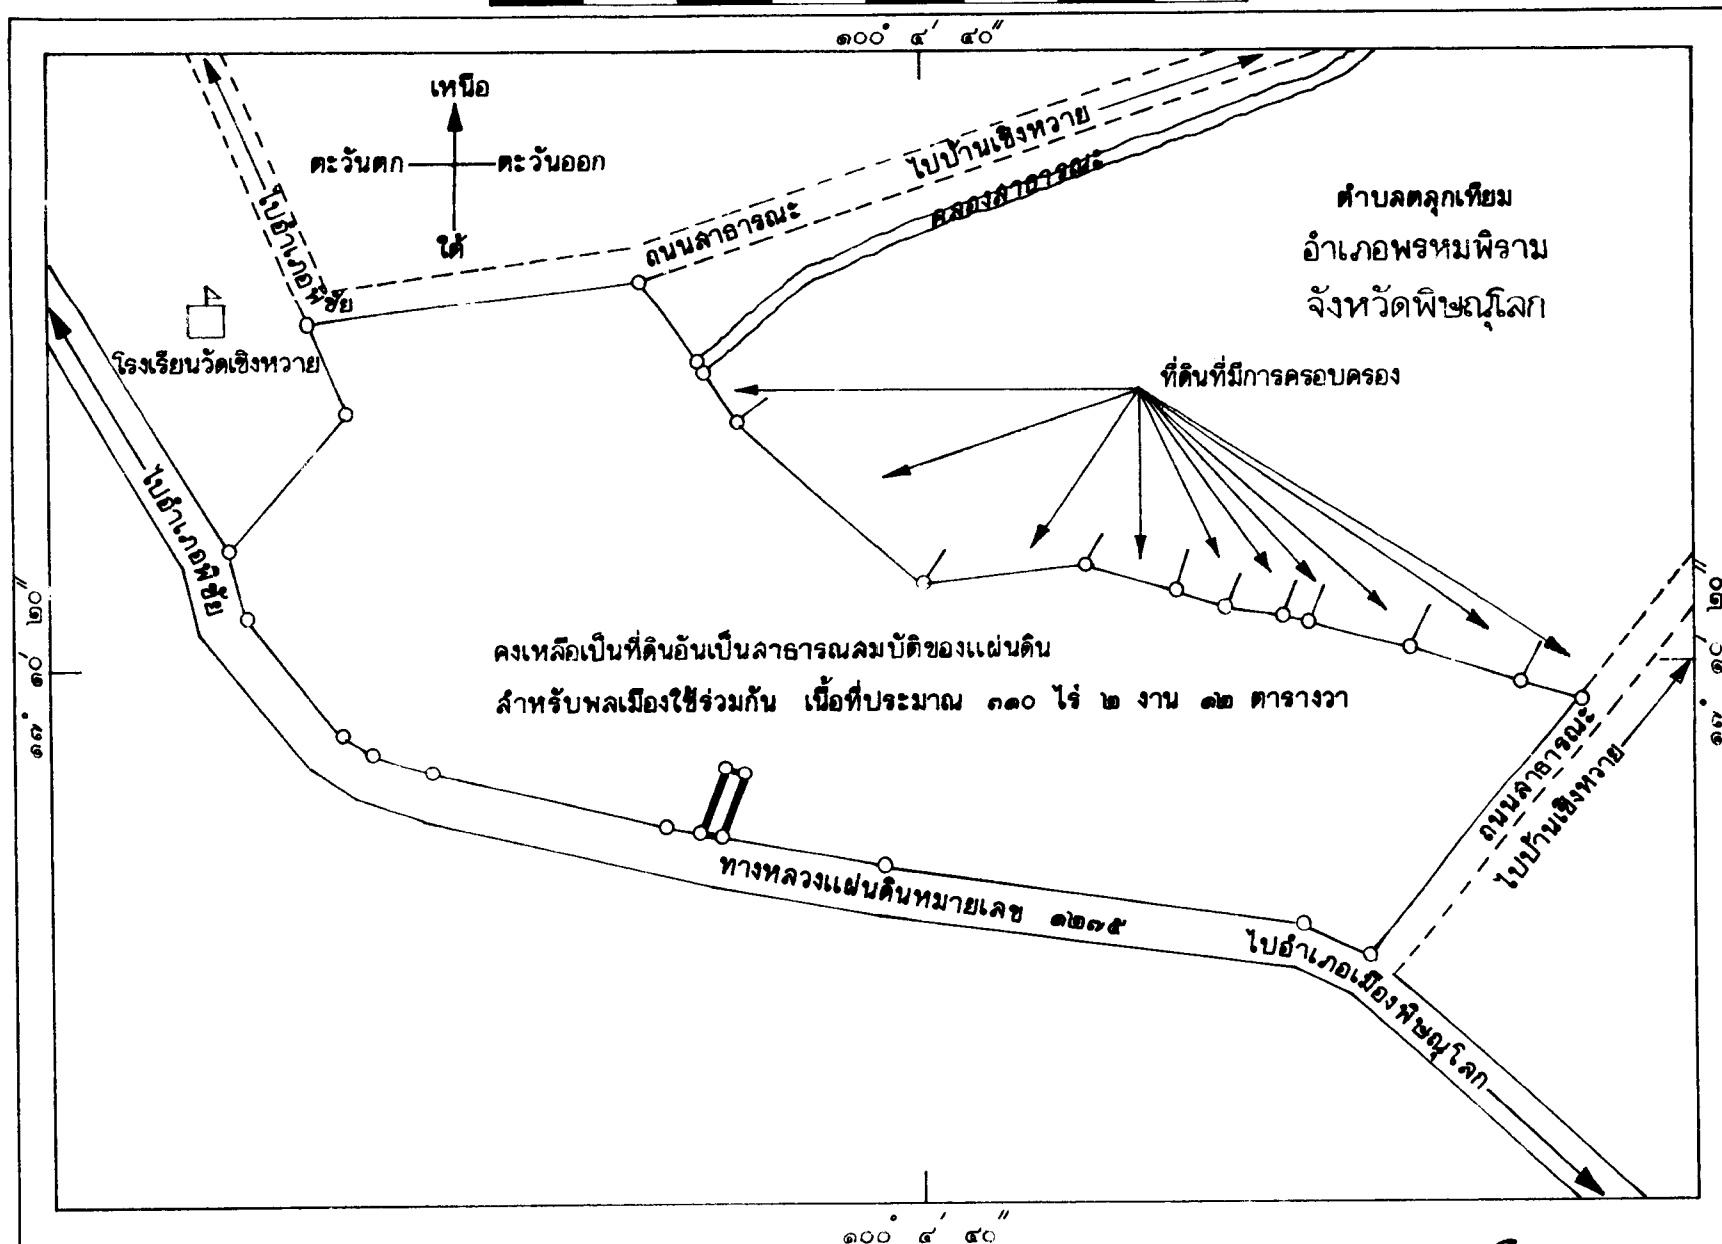 ๑๐๐° ๔′ ๔๐″
เหนือ
ตะวันตก
ตะวันออก
ใต้
ไปอำเภอพิชัย
ถนนสาธารณะ
ไปบ้านเชิงหวาย
คลองสาธารณะ
ตำบลตลุกเทียม
อำเภอพรหมพิราม
จังหวัดพิษณุโลก
โรงเรียนวัดเชิงหวาย
ที่ดินที่มีการครอบครอง
ไปอำเภอพิชัย
๑๗° ๑๐′ ๒๐″
๑๗° ๑๐′ ๒๐″
คงเหลือเป็นที่ดินอันเป็นสาธารณสมบัติของแผ่นดิน
สำหรับพลเมืองใช้ร่วมกัน เนื้อที่ประมาณ ๓๑๐ ไร่ ๒ งาน ๑๒ ตารางวา
ถนนสาธารณะ
ไปบ้านเชิงหวาย
ทางหลวงแผ่นดินหมายเลข ๑๒๗๕
ไปอำเภอเมืองพิษณุโลก
๑๐๐° ๔′ ๔๐″